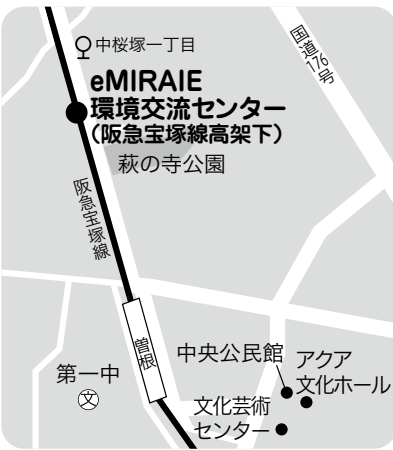 中桜塚一丁目
国道176号
eMIRAIE
環境交流センター
(阪急宝塚線高架下)
萩の寺公園
阪急宝塚線
曽根
中央公民館
アクア
文化ホール
第一中
文
文化芸術
センター